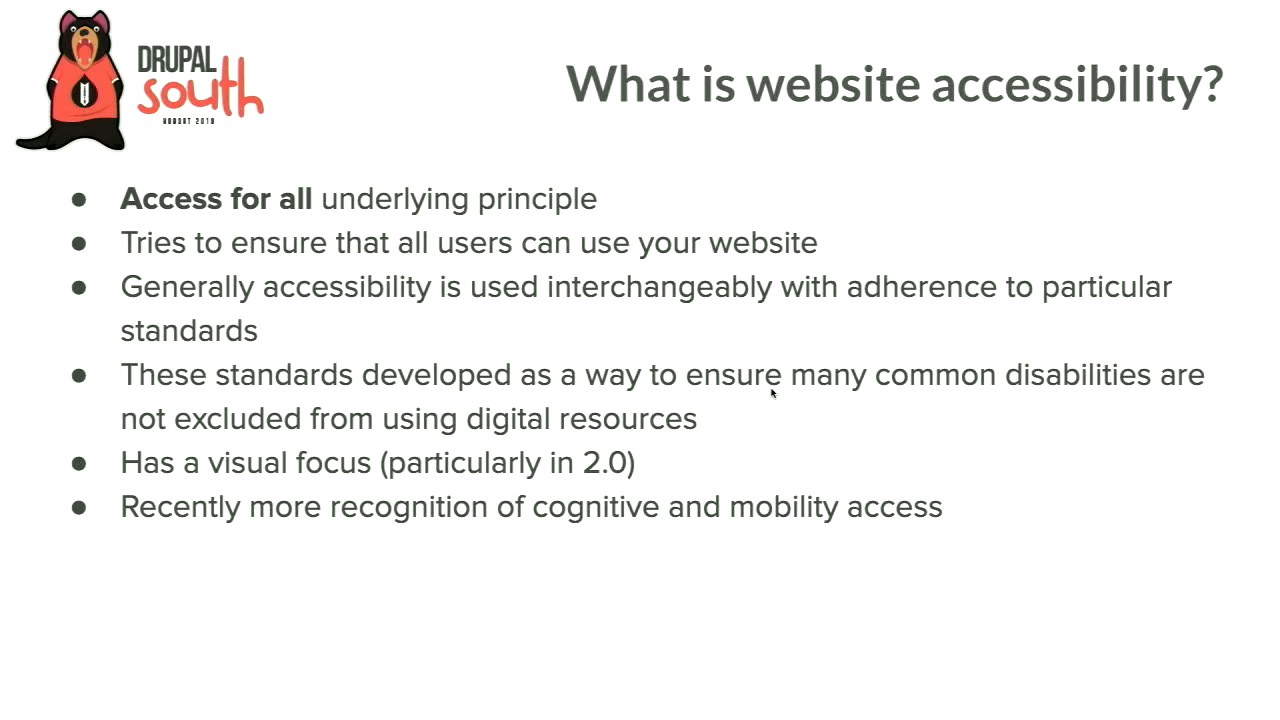 DRUPAL
south
HOBART 2019
What is website accessibility?
● Access for all underlying principle
● Tries to ensure that all users can use your website
● Generally accessibility is used interchangeably with adherence to particular
standards
● These standards developed as a way to ensure many common disabilities are
not excluded from using digital resources
● Has a visual focus (particularly in 2.0)
● Recently more recognition of cognitive and mobility access